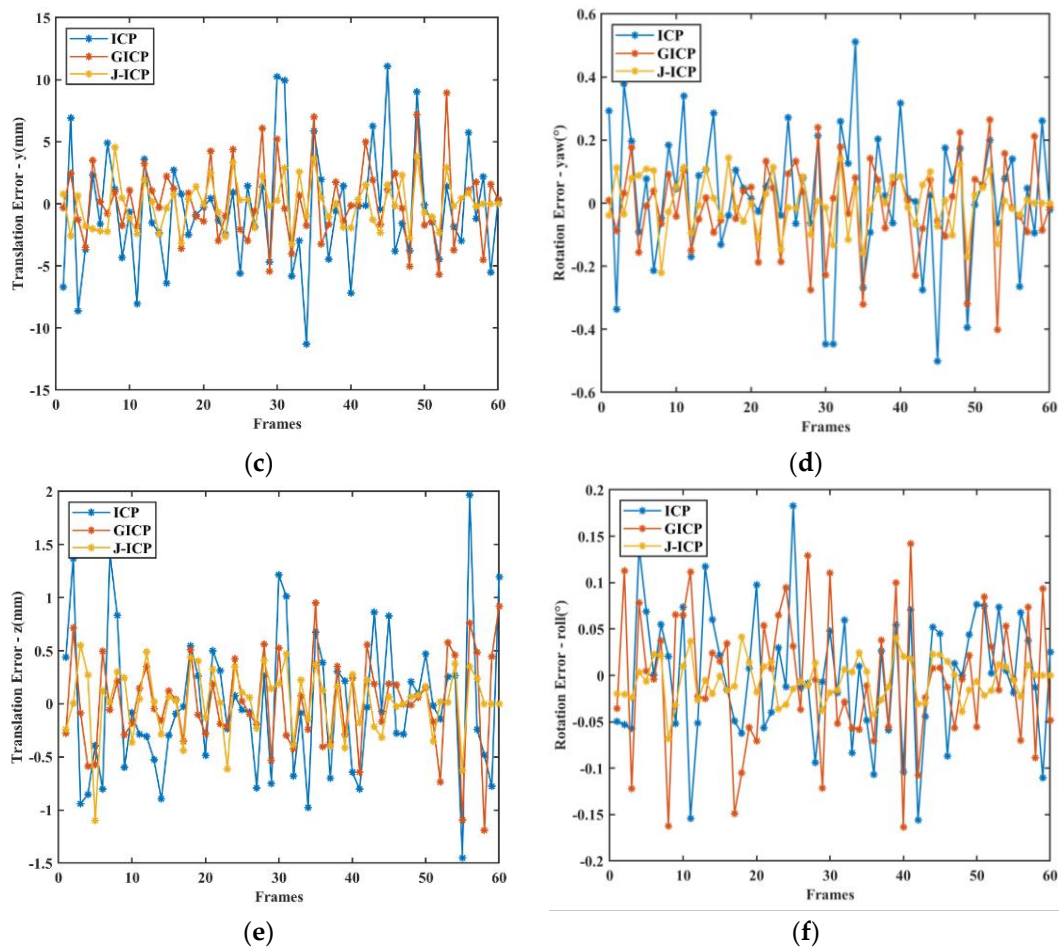 15
10
5
0
-5
-10
-15
Translation Error - y(mm)
ICP
GICP
J-ICP
0 10 20 30 40 50 60
Frames
(c)
0.6
0.4
0.2
0
-0.2
-0.4
-0.6
Rotation Error - yaw(°)
ICP
GICP
J-ICP
0 10 20 30 40 50 60
Frames
(d)
2
1.5
1
0.5
0
-0.5
-1
-1.5
Translation Error - z(mm)
ICP
GICP
J-ICP
0 10 20 30 40 50 60
Frames
(e)
0.2
0.15
0.1
0.05
0
-0.05
-0.1
-0.15
-0.2
Rotation Error - roll(°)
ICP
GICP
J-ICP
0 10 20 30 40 50 60
Frames
(f)